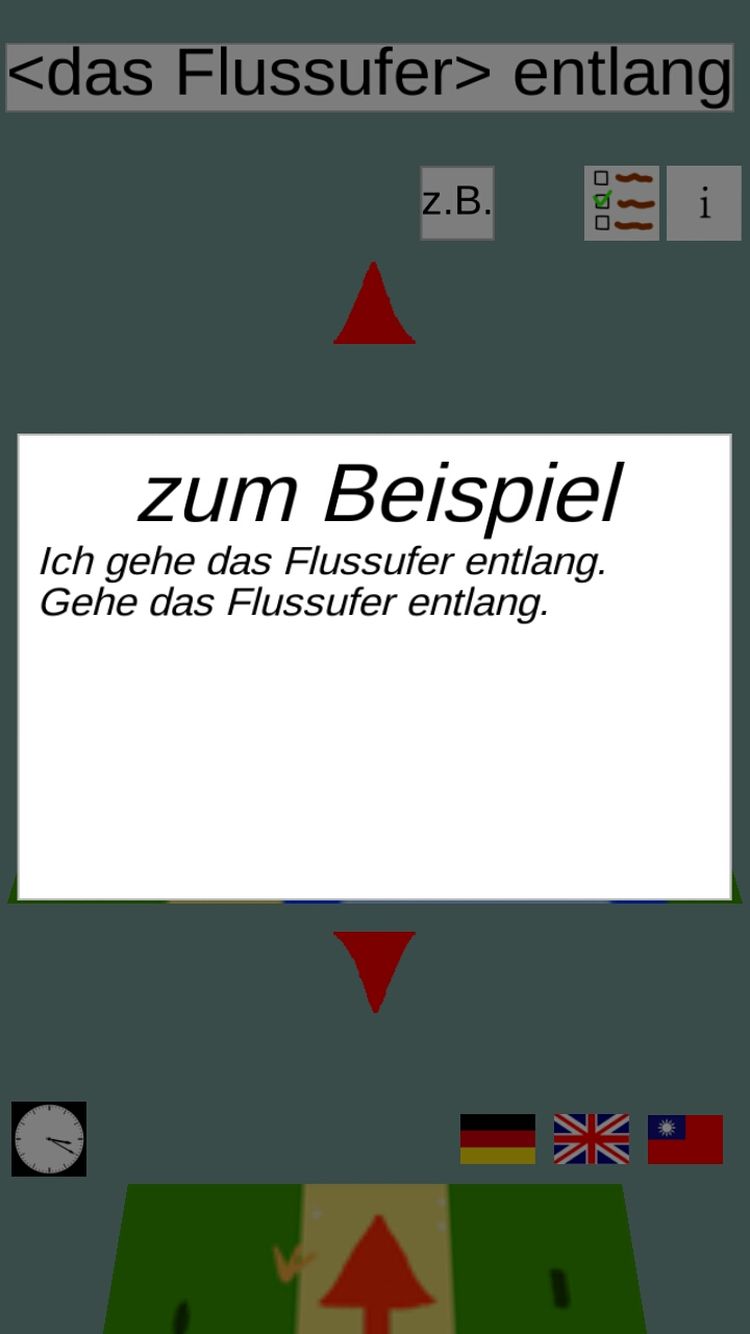 <das Flussufer> entlang
z.B.
i
zum Beispiel
Ich gehe das Flussufer entlang.
Gehe das Flussufer entlang.